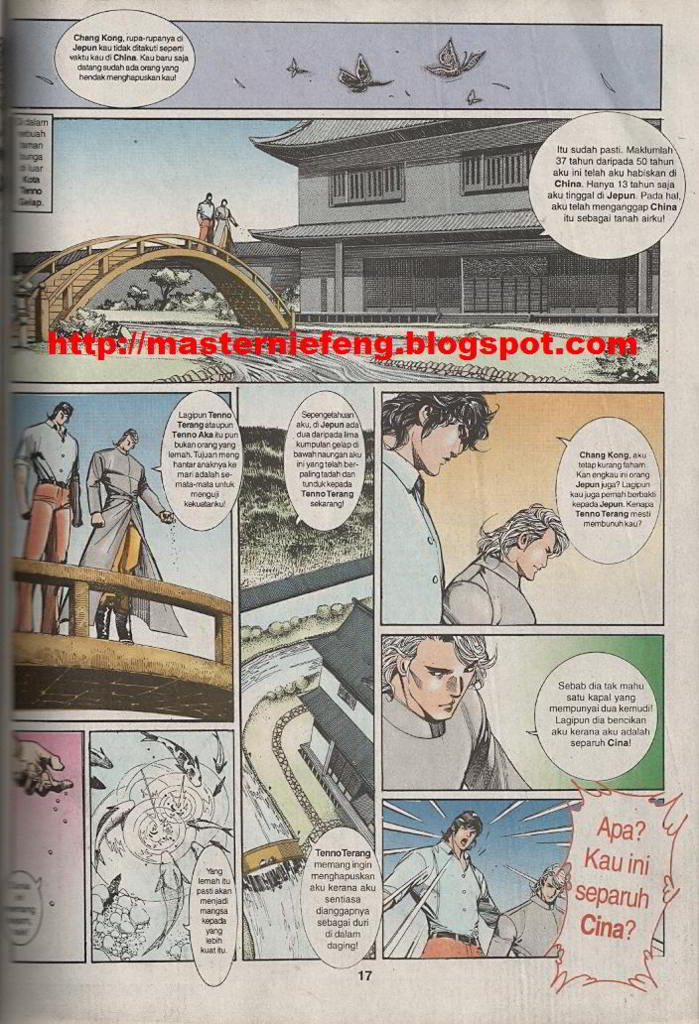 Chang Kong, rupa-rupanya di
Jepun kau tidak ditakuti seperti
waktu kau di China. Kau baru saja
datang sudah ada orang yang
hendak menghapuskan kau!
Di dalam
sebuah
taman
bunga
di luar
Kota
Tenno
Gelap.
Itu sudah pasti. Maklumlah
37 tahun daripada 50 tahun
aku ini telah aku habiskan di
China. Hanya 13 tahun saja
aku tinggal di Jepun. Pada hal,
aku telah menganggap China
itu sebagai tanah airku!
http://masterniefeng.blogspot.com
Lagipun Tenno
Terang ataupun
Tenno Aka itu pun
bukan orang yang
lemah. Tujuan meng
hantar anaknya ke
mari adalah se-
mata-mata untuk
menguji
kekuatanku!
Sepengetahuan
aku, di Jepun ada
dua daripada lima
kumpulan gelap di
bawah naungan aku
ini yang telah ber-
paling tadah dan
tunduk kepada
Tenno Terang
sekarang!
Chang Kong, aku
tetap kurang faham.
Kan engkau ini orang
Jepun juga? Lagipun
kau juga pernah berbakti
kepada Jepun. Kenapa
Tenno Terang mesti
membunuh kau?
Sebab dia tak mahu
satu kapal yang
mempunyai dua kemudi!
Lagipun dia bencikan
aku kerana aku adalah
separuh Cina!
Yang
lemah itu
pasti akan
menjadi
mangsa
kepada
yang
lebih
kuat itu.
Tenno Terang
memang ingin
menghapuskan
aku kerana aku
sentiasa
dianggapnya
sebagai duri
di dalam
daging!
Apa?
Kau ini
separuh
Cina?
17